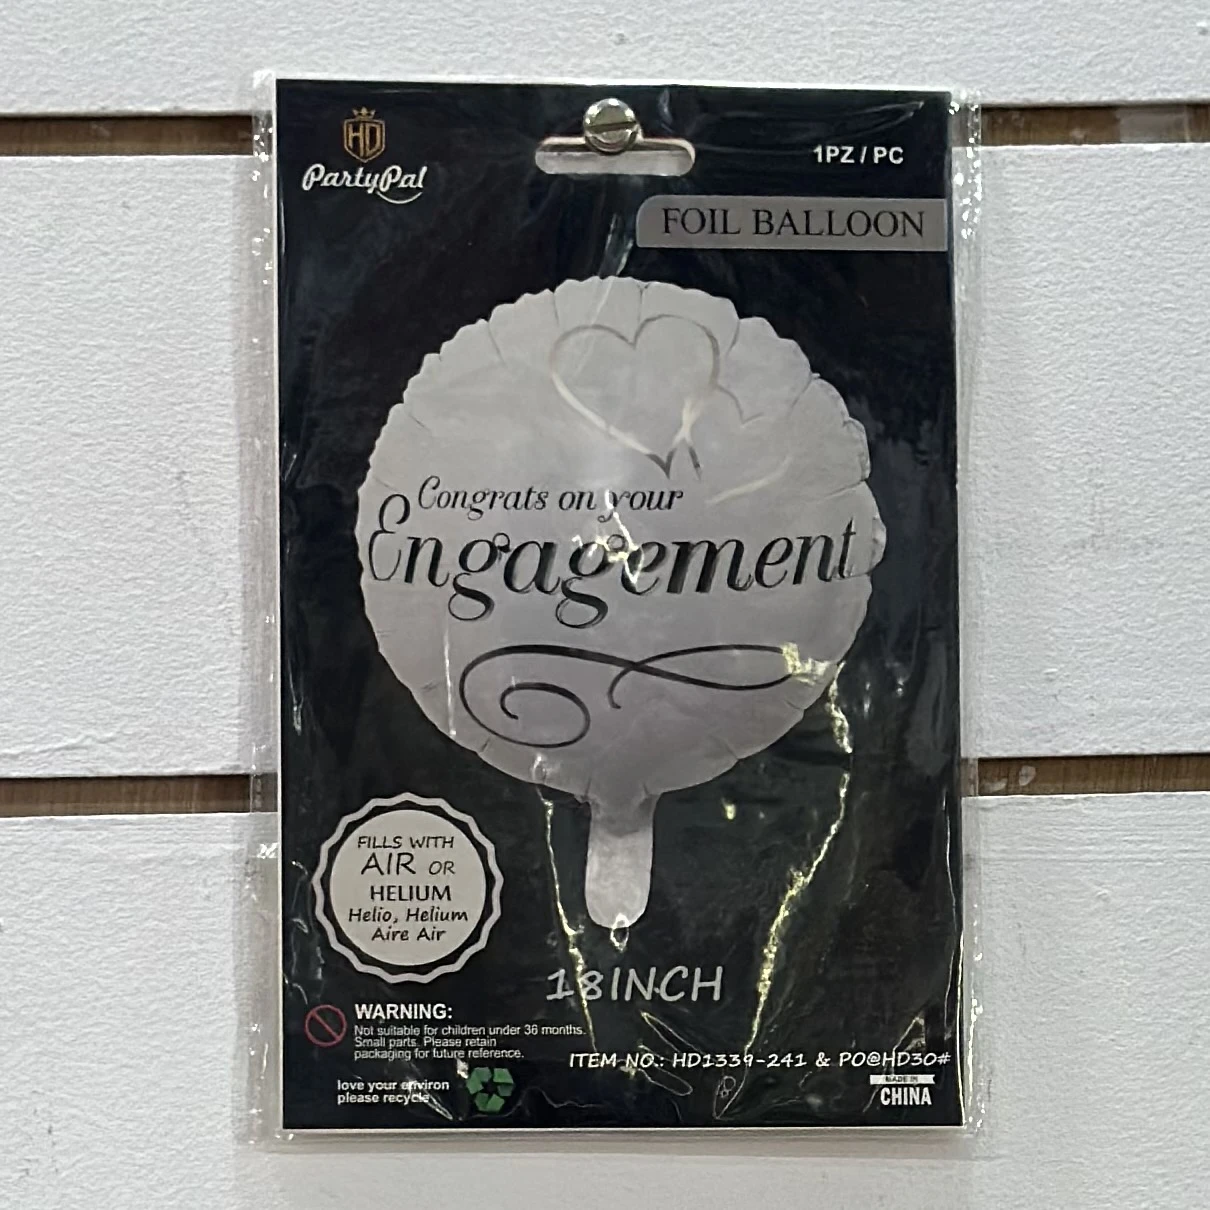 HD
PartyPal
1PZ / PC
FOIL BALLOON
Congrats on your
Engagement
FILLS WITH
AIR OR
HELIUM
Helio, Helium
Aire Air
18INCH
WARNING:
Not suitable for children under 36 months.
Small parts. Please retain
packaging for future reference.
ITEM NO.: HD1339-241 & PO@HD30#
love your environ
please recycle
MADE IN
CHINA